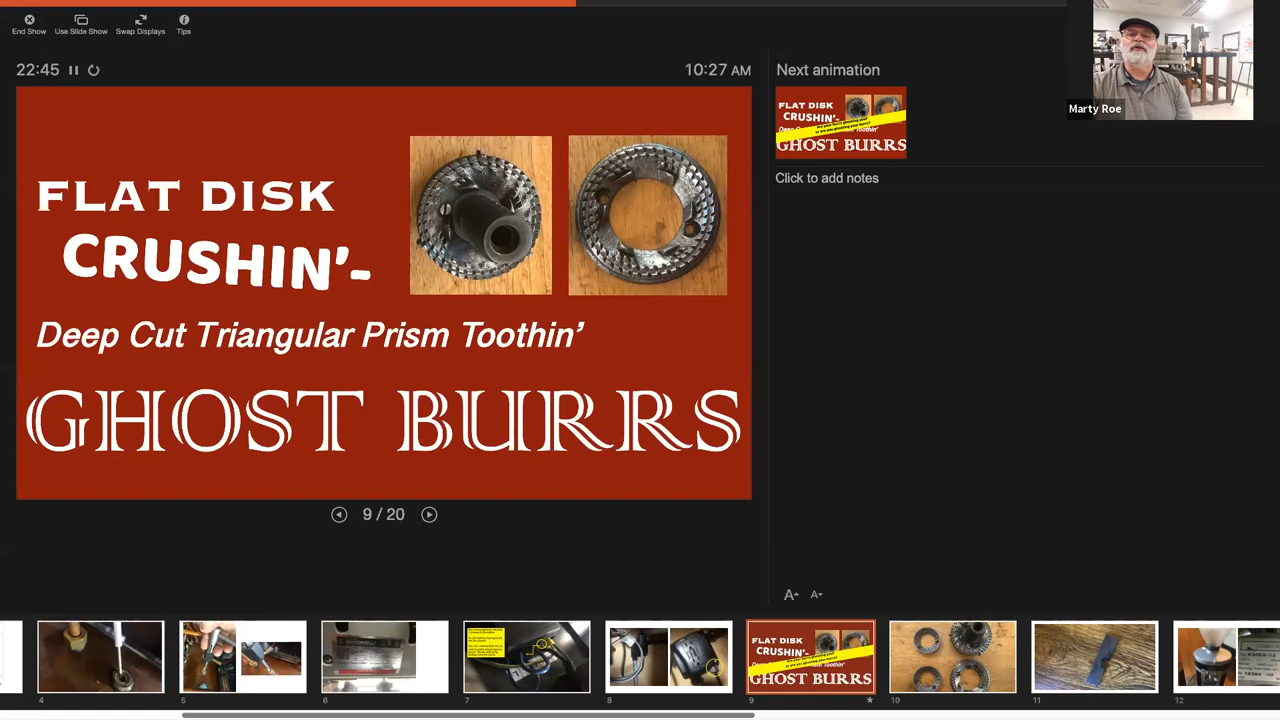 End Show
Use Slide Show
Swap Displays
Tips
22:45
10:27 AM
Next animation
Marty Roe
FLAT DISK
CRUSHIN'-
Deep Cut Triangular Prism Toothin'
GHOST BURRS
FLAT DISK
CRUSHIN'-
GHOST BURRS
Click to add notes
9 / 20
A
A
FLAT DISK
CRUSHIN'-
GHOST BURRS
4
5
6
7
8
9
10
11
12